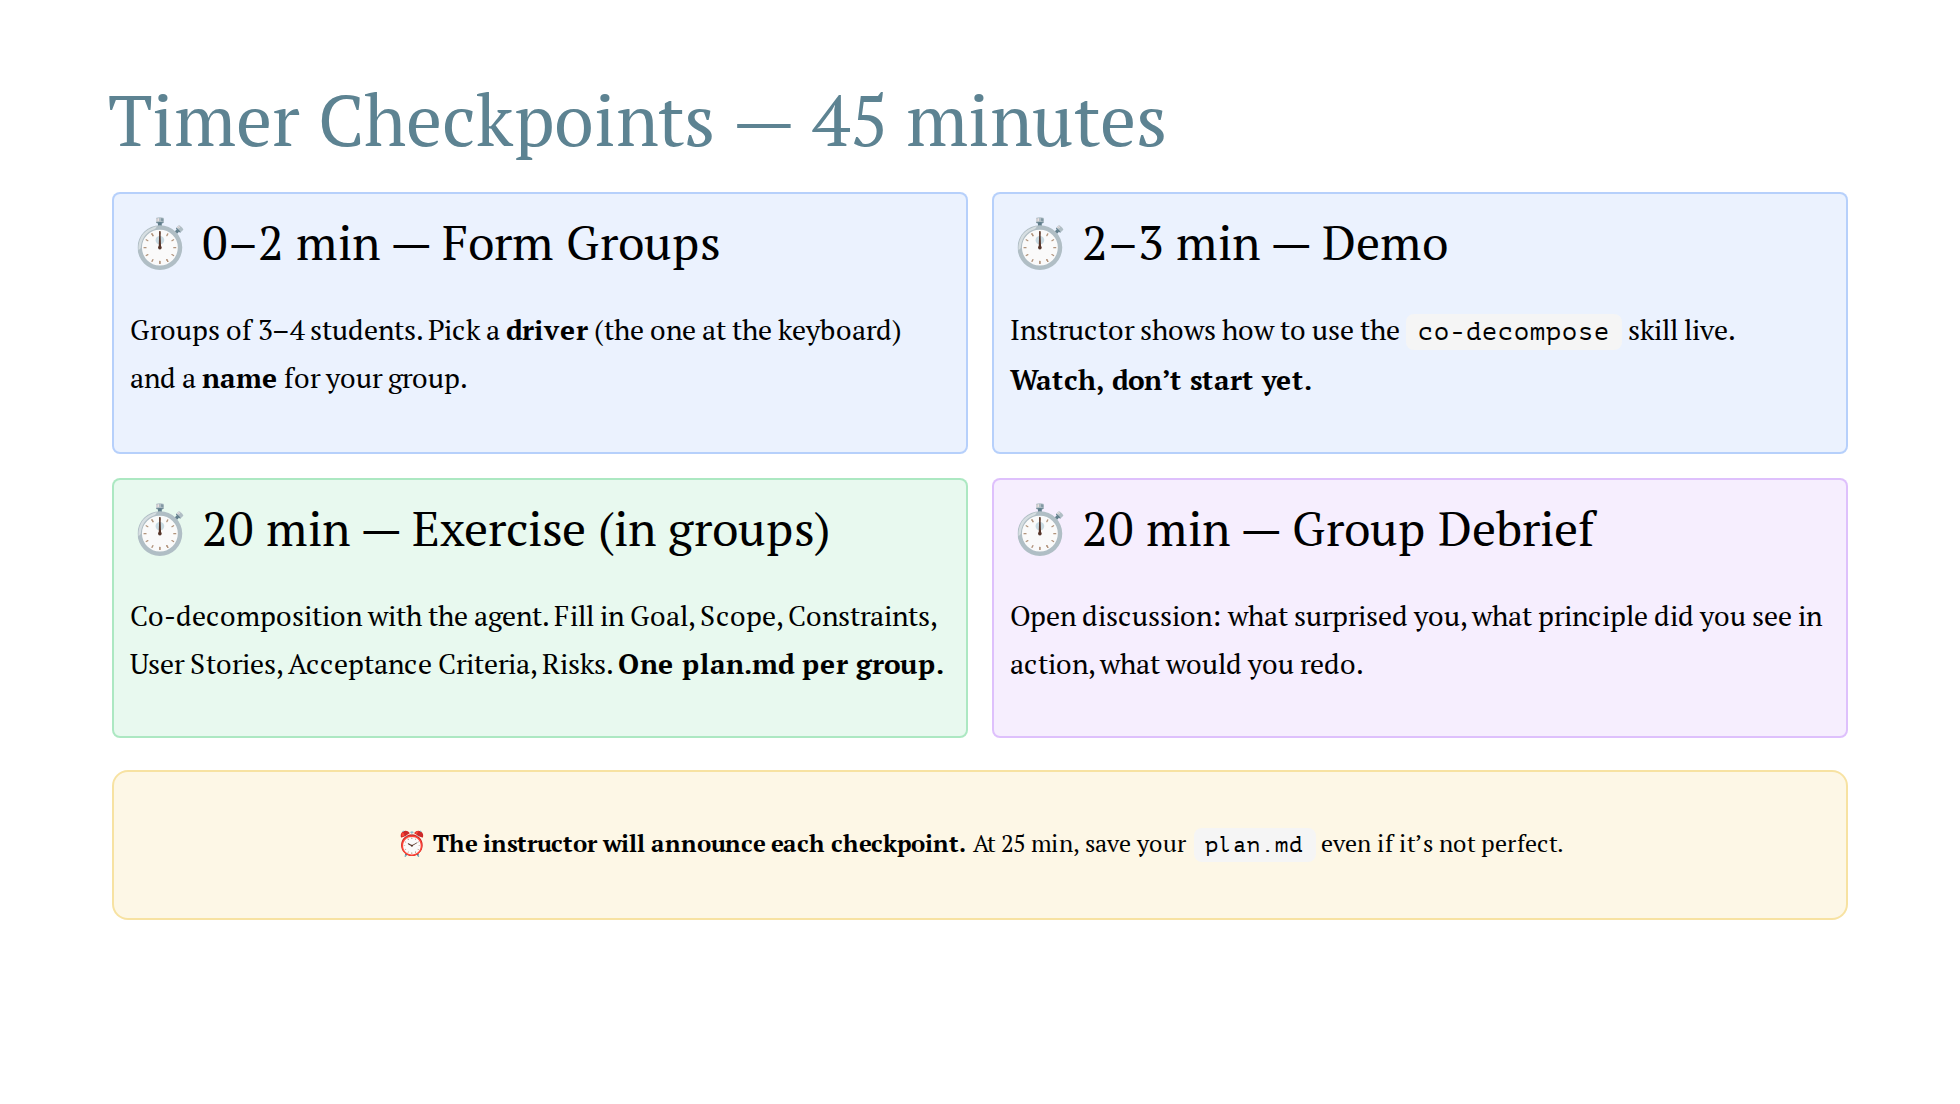 Timer Checkpoints — 45 minutes
⏱️ 0–2 min — Form Groups
Groups of 3–4 students. Pick a driver (the one at the keyboard)
and a name for your group.
⏱️ 2–3 min — Demo
Instructor shows how to use the co-decompose skill live.
Watch, don’t start yet.
⏱️ 20 min — Exercise (in groups)
Co-decomposition with the agent. Fill in Goal, Scope, Constraints,
User Stories, Acceptance Criteria, Risks. One plan.md per group.
⏱️ 20 min — Group Debrief
Open discussion: what surprised you, what principle did you see in
action, what would you redo.
⏰ The instructor will announce each checkpoint. At 25 min, save your plan.md even if it’s not perfect.